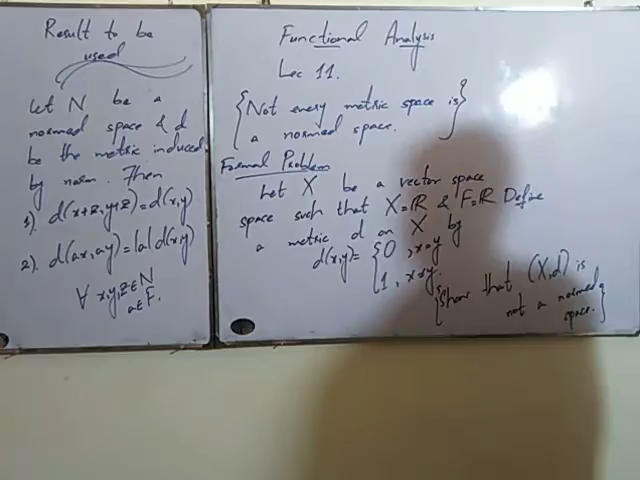 Result to be
used
Let N be a
normed space & d
be the metric induced
by norm. Then
1). d(x+z,y+z)=d(x,y)
2). d(ax,ay)=|a|d(x,y)
∀ x,y,z∈N
a∈F.
Functional Analysis
Lec 11.
{Not every metric space is
a normed space.}
Formal Problem
Let X be a vector space
space such that X=ℝ & F=ℝ Define
a metric d on X by
d(x,y)= {0 , x=y
1 , x≠y.
{Show that (X,d) is
not a normed
space.}